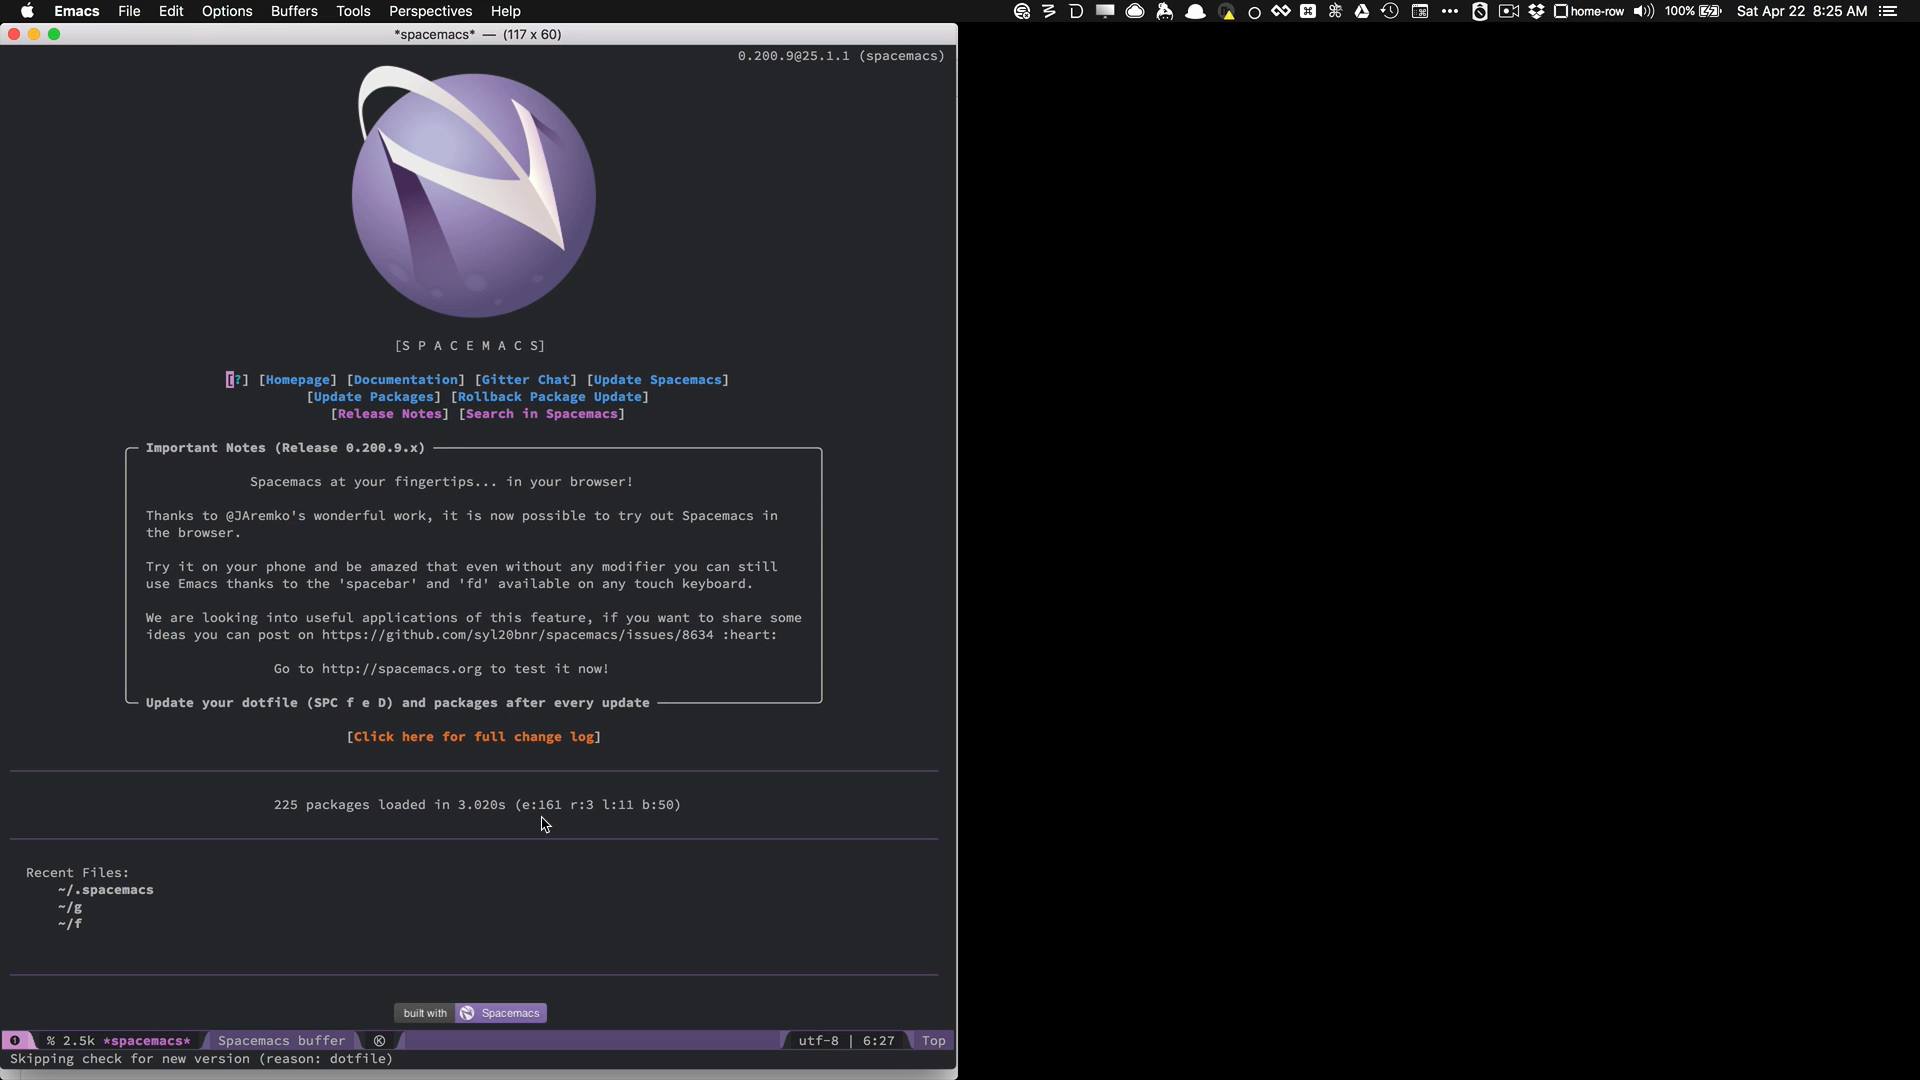 Emacs File Edit Options Buffers Tools Perspectives Help home-row 100% Sat Apr 22 8:25 AM
*spacemacs* — (117 x 60)
0.200.9@25.1.1 (spacemacs)
[S P A C E M A C S]
[?] [Homepage] [Documentation] [Gitter Chat] [Update Spacemacs]
[Update Packages] [Rollback Package Update]
[Release Notes] [Search in Spacemacs]
Important Notes (Release 0.200.9.x)
Spacemacs at your fingertips... in your browser!
Thanks to @JAremko's wonderful work, it is now possible to try out Spacemacs in
the browser.
Try it on your phone and be amazed that even without any modifier you can still
use Emacs thanks to the 'spacebar' and 'fd' available on any touch keyboard.
We are looking into useful applications of this feature, if you want to share some
ideas you can post on https://github.com/syl20bnr/spacemacs/issues/8634 :heart:
Go to http://spacemacs.org to test it now!
Update your dotfile (SPC f e D) and packages after every update
[Click here for full change log]
225 packages loaded in 3.020s (e:161 r:3 l:11 b:50)
Recent Files:
~/.spacemacs
~/g
~/f
built with Spacemacs
1 % 2.5k *spacemacs* Spacemacs buffer K utf-8 | 6:27 Top
Skipping check for new version (reason: dotfile)